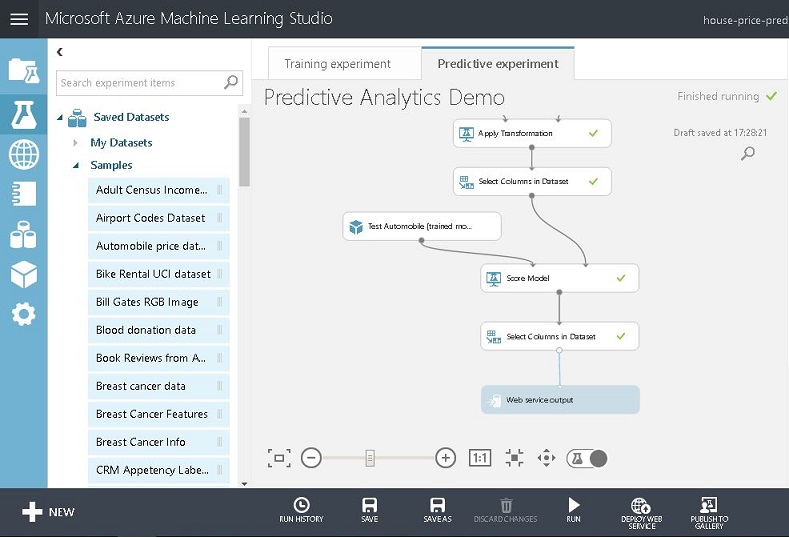 Microsoft Azure Machine Learning Studio
house-price-pred
Training experiment
Predictive experiment
Search experiment items
Predictive Analytics Demo
Finished running
Draft saved at 17:28:21
Saved Datasets
My Datasets
Samples
Adult Census Income...
Airport Codes Dataset
Automobile price dat...
Bike Rental UCI dataset
Bill Gates RGB Image
Blood donation data
Book Reviews from A...
Breast cancer data
Breast Cancer Features
Breast Cancer Info
CRM Appetency Labe...
Apply Transformation
Select Columns in Dataset
Test Automobile [trained mo...
Score Model
Select Columns in Dataset
Web service output
1:1
NEW
RUN HISTORY
SAVE
SAVE AS
DISCARD CHANGES
RUN
DEPLOY WEB
SERVICE
PUBLISH TO
GALLERY